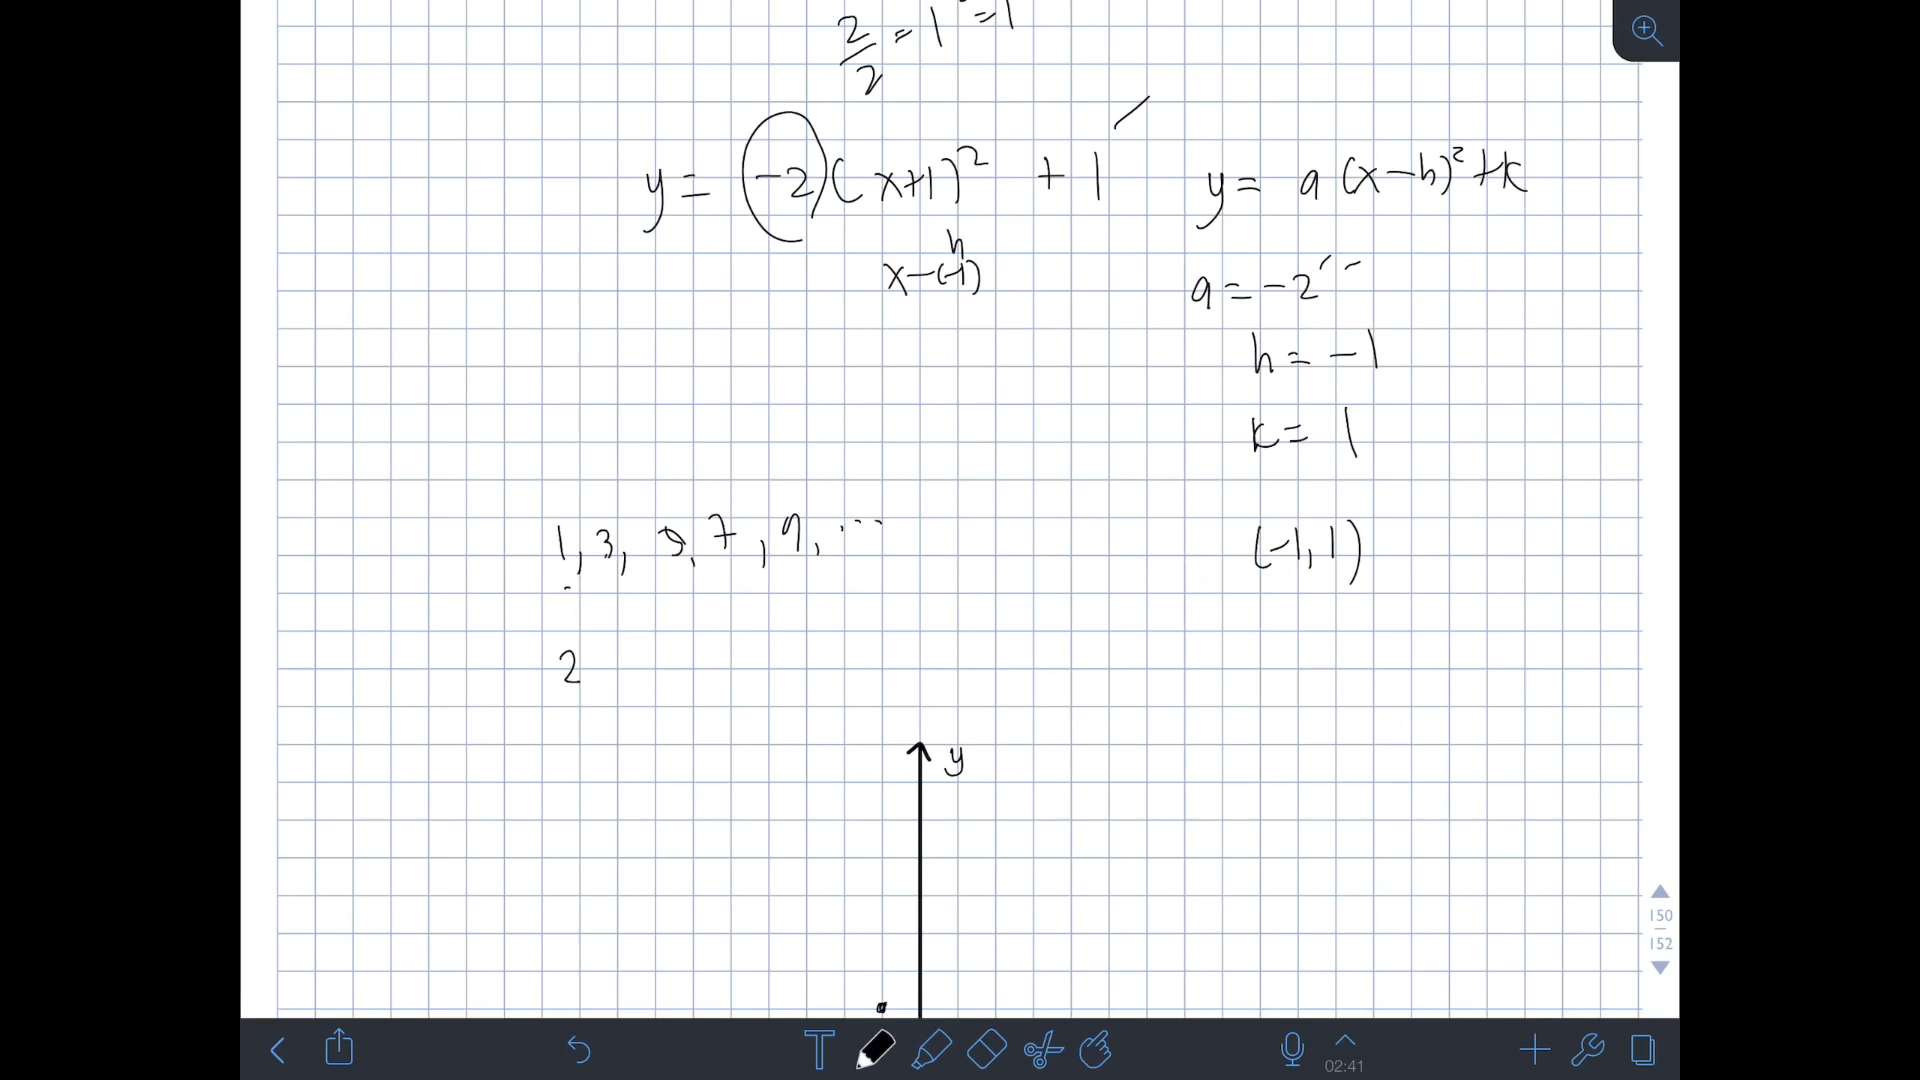 2/2 = 1² = 1
y = -2(x+1)² + 1
x-(-1)
h
y = a(x-h)²+k
a = -2
h = -1
k = 1
(-1, 1)
1, 3, 5, 7, 9, ...
2
y
150
152
T
02:41